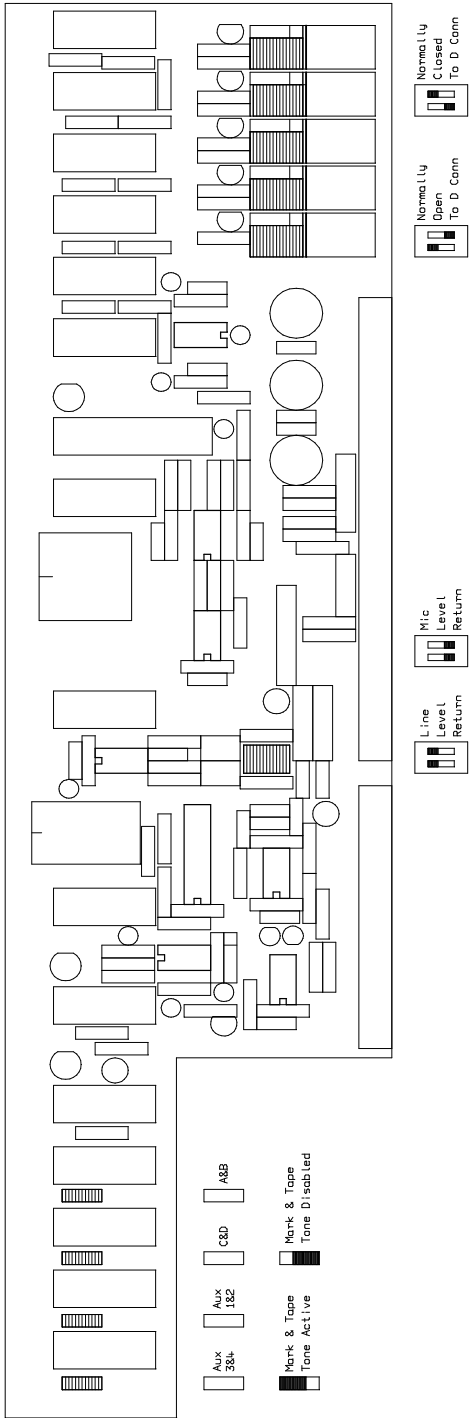 Normally
Closed
To D Conn
Normally
Open
To D Conn
Mic
Level
Return
Line
Level
Return
A&B
C&D
Aux
1&2
Aux
3&4
Mark & Tape
Tone Disabled
Mark & Tape
Tone Active